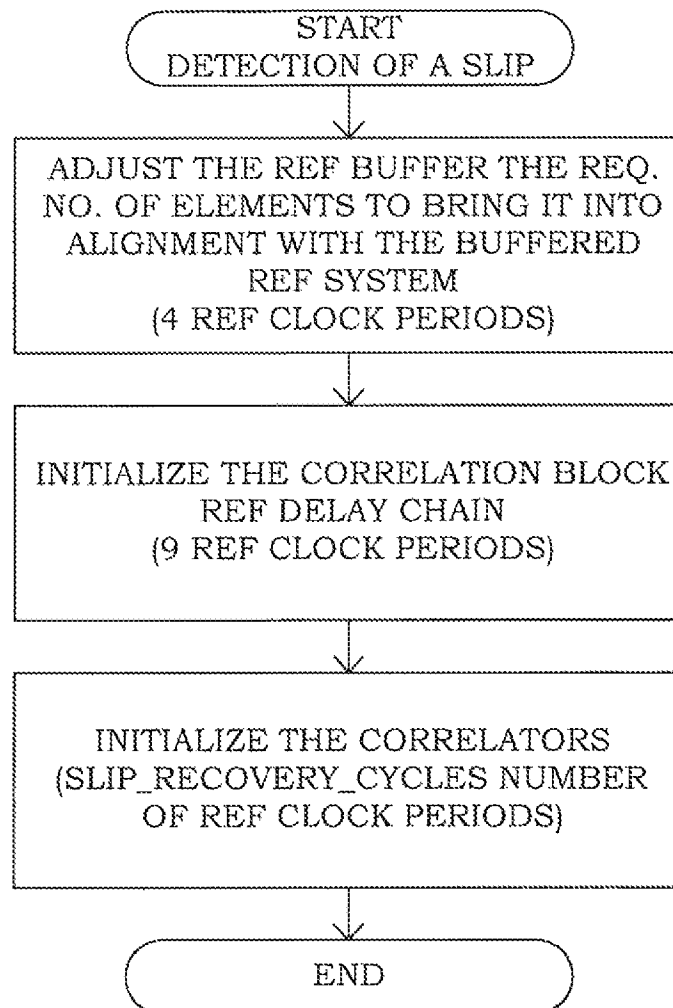 START
DETECTION OF A SLIP
ADJUST THE REF BUFFER THE REQ.
NO. OF ELEMENTS TO BRING IT INTO
ALIGNMENT WITH THE BUFFERED
REF SYSTEM
(4 REF CLOCK PERIODS)
INITIALIZE THE CORRELATION BLOCK
REF DELAY CHAIN
(9 REF CLOCK PERIODS)
INITIALIZE THE CORRELATORS
(SLIP_RECOVERY_CYCLES NUMBER
OF REF CLOCK PERIODS)
END